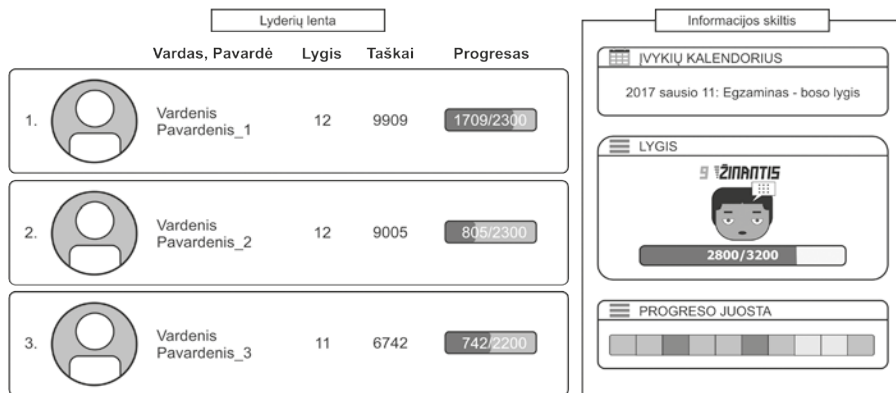 Lyderių lenta
Vardas, Pavardė Lygis Taškai Progresas
1. Vardenis Pavardenis_1 12 9909 1709/2300
2. Vardenis Pavardenis_2 12 9005 805/2300
3. Vardenis Pavardenis_3 11 6742 742/2200
Informacijos skiltis
ĮVYKIŲ KALENDORIUS
2017 sausio 11: Egzaminas - boso lygis
LYGIS
9 ŽINANTIS
2800/3200
PROGRESO JUOSTA